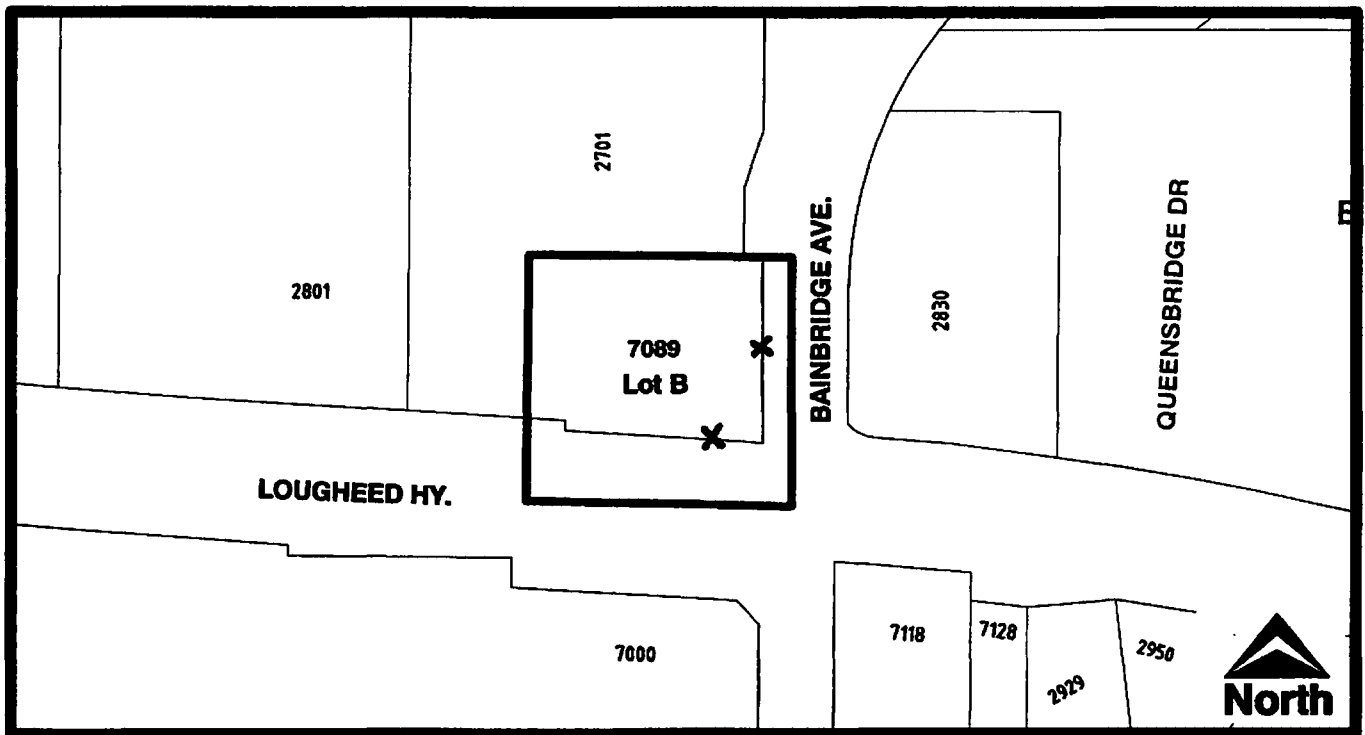 2701
BAINBRIDGE AVE.
QUEENSBRIDGE DR
2801
2830
7089
Lot B
LOUGHEED HY.
7000
7118
7128
2929
2950
North